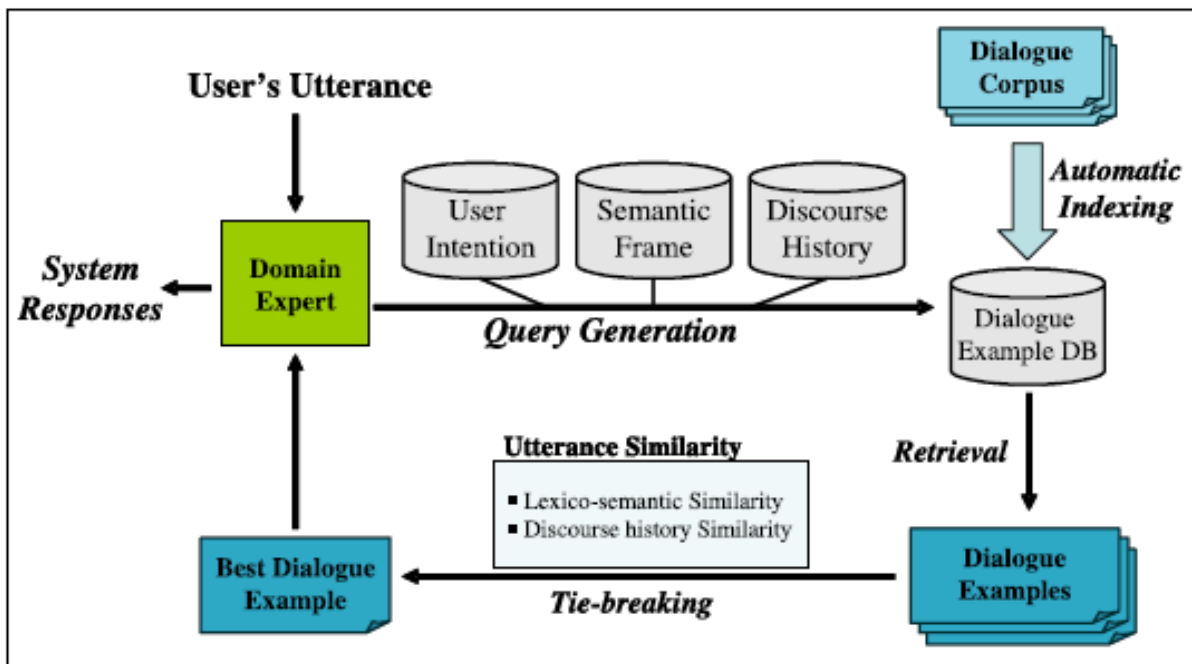 User's Utterance
Dialogue
Corpus
Automatic
Indexing
User
Intention
Semantic
Frame
Discourse
History
System
Responses
Domain
Expert
Query Generation
Dialogue
Example DB
Retrieval
Utterance Similarity
▪ Lexico-semantic Similarity
▪ Discourse history Similarity
Best Dialogue
Example
Tie-breaking
Dialogue
Examples